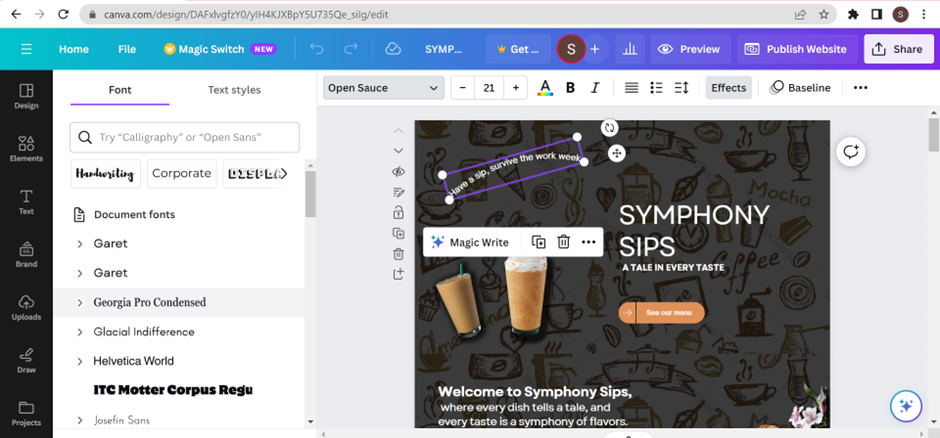 canva.com/design/DAFxlvgfzY0/yIH4KJXBpY5U735Qe_silg/edit
S
Home File Magic Switch NEW SYMP... Get ... S + Preview Publish Website Share
Design
Elements
Text
Brand
Uploads
Draw
Projects
Font Text styles
Try “Calligraphy” or “Open Sans”
Handwriting Corporate DISPLA
Document fonts
Garet
Garet
Georgia Pro Condensed
Glacial Indifference
Helvetica World
ITC Motter Corpus Regu
Josefin Sans
Open Sauce − 21 + A B I Effects Baseline
Have a sip, survive the work week
Magic Write
Mocha
Coffee
SYMPHONY
SIPS
A TALE IN EVERY TASTE
See our menu
Welcome to Symphony Sips,
where every dish tells a tale, and
every taste is a symphony of flavors.